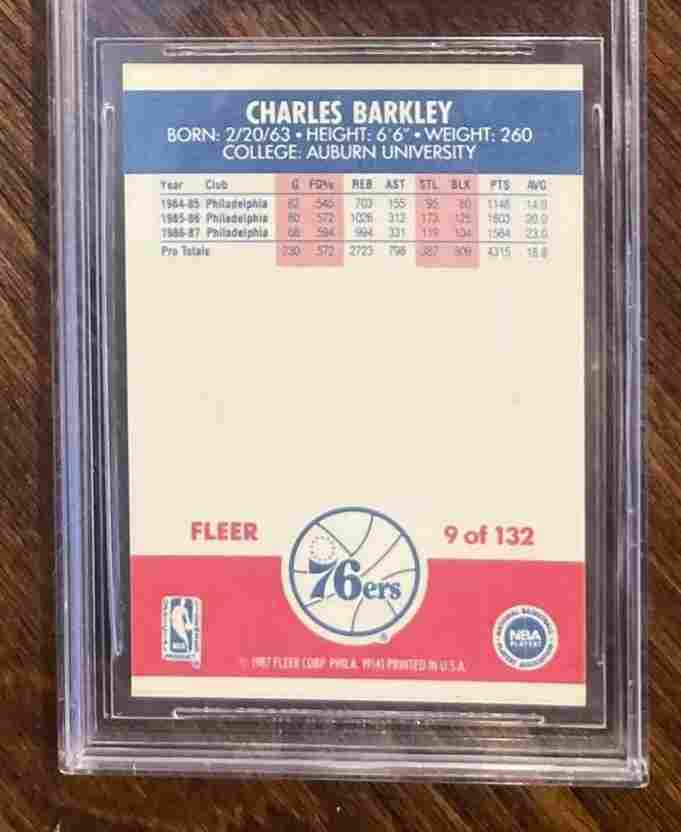 CHARLES BARKLEY
BORN: 2/20/63 • HEIGHT: 6'6" • WEIGHT: 260
COLLEGE: AUBURN UNIVERSITY
Year Club G FG% REB AST STL BLK PTS AVG
1984-85 Philadelphia 82 .545 703 155 95 80 1148 14.0
1985-86 Philadelphia 80 .572 1026 312 173 125 1603 20.0
1986-87 Philadelphia 68 .594 994 331 119 104 1564 23.0
Pro Totals 230 .572 2723 798 387 309 4315 18.8
FLEER
9 of 132
76ers
®
NBA
NBA
PLAYERS
NATIONAL BASKETBALL
PLAYERS ASSOCIATION
© 1987 FLEER CORP. PHILA. 19141 PRINTED IN U.S.A.